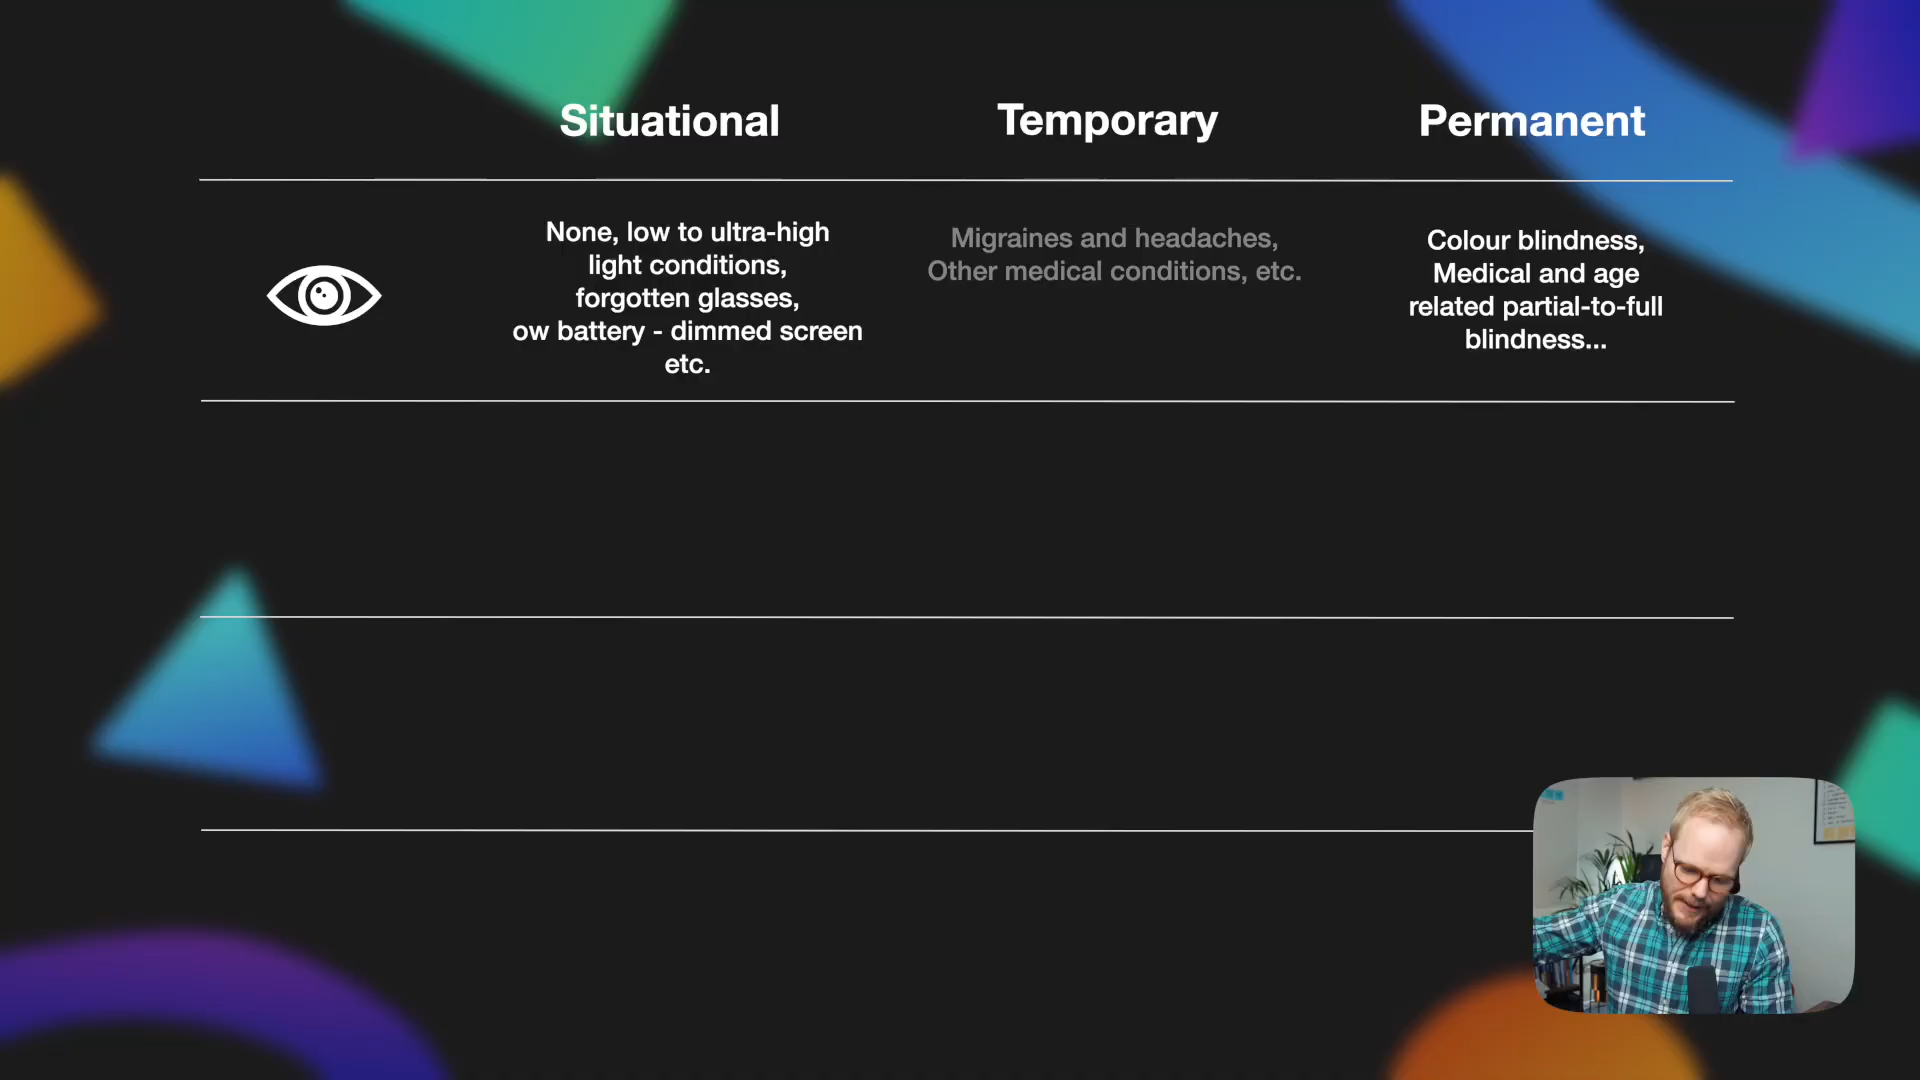 Situational
Temporary
Permanent
None, low to ultra-high
light conditions,
forgotten glasses,
ow battery - dimmed screen
etc.
Migraines and headaches,
Other medical conditions, etc.
Colour blindness,
Medical and age
related partial-to-full
blindness...